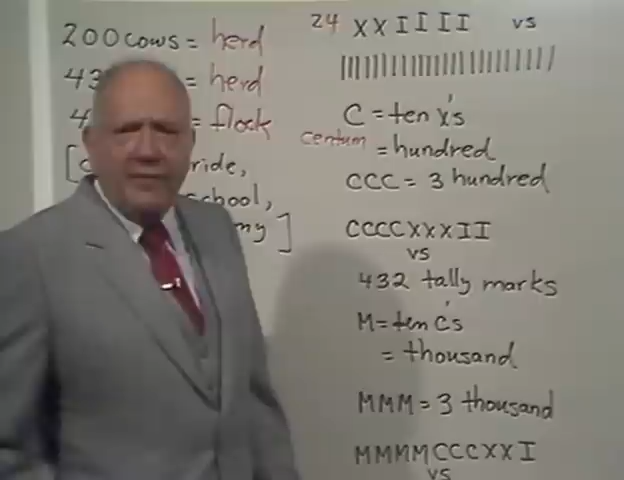 200 cows = herd
43 = herd
4 = flock
ride,
school,
my ]
24 XXIIII vs
C = ten X's
centum = hundred
CCC = 3 hundred
CCCCXXXII
vs
432 tally marks
M = ten C's
= thousand
MMM = 3 thousand
MMMMCCCXXI
vs